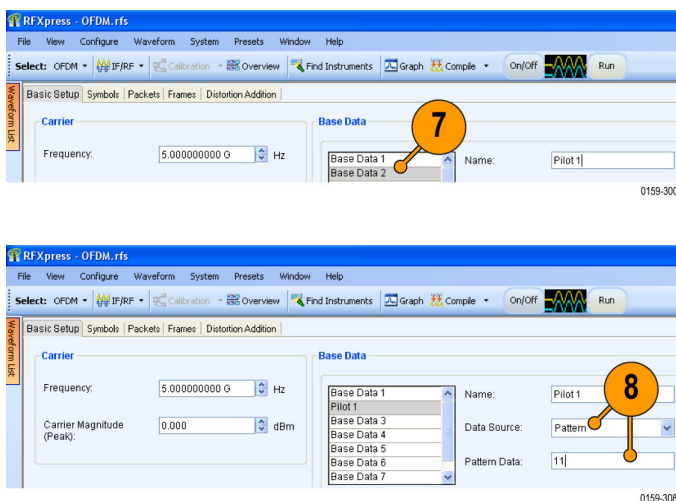 RFXpress - OFDM.rfs
File View Configure Waveform System Presets Window Help
Select: OFDM IF/RF Calibration Overview Find Instruments Graph Compile On/Off Run
Waveform List
Basic Setup Symbols Packets Frames Distortion Addition
Carrier
Base Data
7
Frequency: 5.000000000 G Hz
Base Data 1
Base Data 2
Name: Pilot 1
0159-300
RFXpress - OFDM.rfs
File View Configure Waveform System Presets Window Help
Select: OFDM IF/RF Calibration Overview Find Instruments Graph Compile On/Off Run
Waveform List
Basic Setup Symbols Packets Frames Distortion Addition
Carrier
Base Data
8
Frequency: 5.000000000 G Hz
Carrier Magnitude (Peak): 0.000 dBm
Base Data 1
Pilot 1
Base Data 3
Base Data 4
Base Data 5
Base Data 6
Base Data 7
Name: Pilot 1
Data Source: Pattern
Pattern Data: 11
0159-308